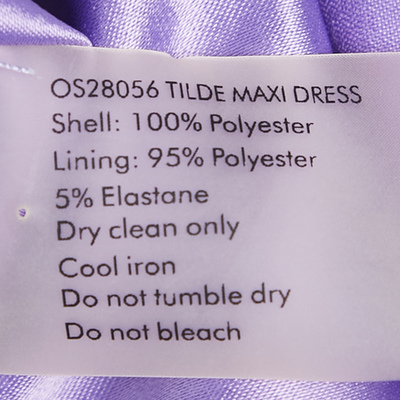 OS28056 TILDE MAXI DRESS
Shell: 100% Polyester
Lining: 95% Polyester
5% Elastane
Dry clean only
Cool iron
Do not tumble dry
Do not bleach